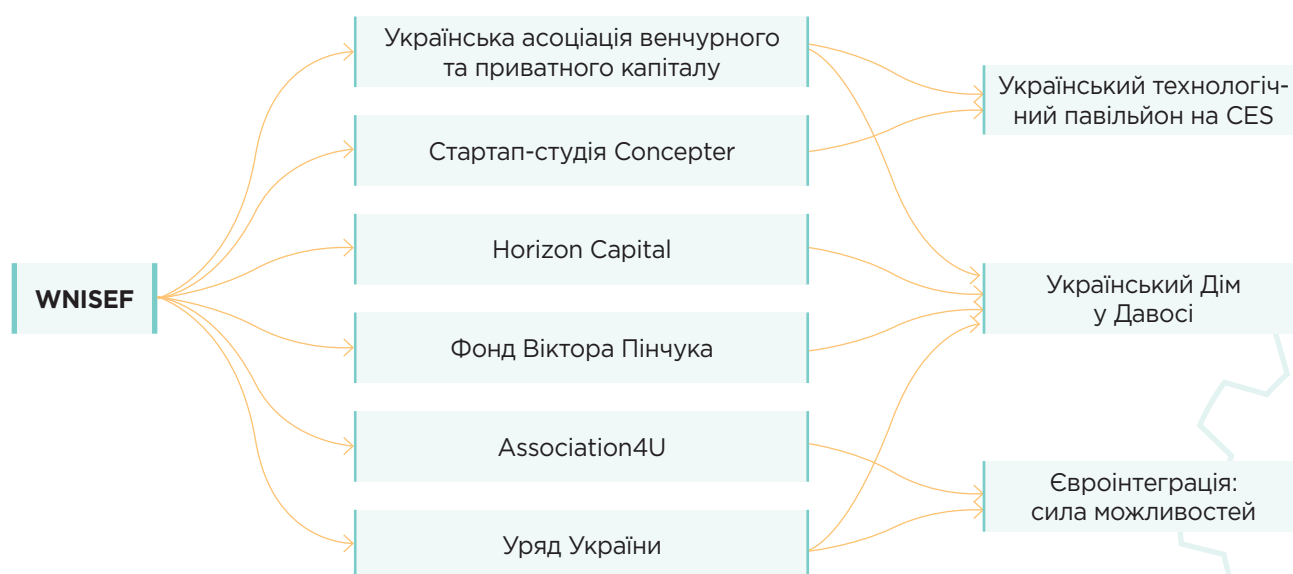 WNISEF
Українська асоціація венчурного
та приватного капіталу
Стартап-студія Concepter
Horizon Capital
Фонд Віктора Пінчука
Association4U
Уряд України
Український технологіч-
ний павільйон на CES
Український Дім
у Давосі
Євроінтеграція:
сила можливостей